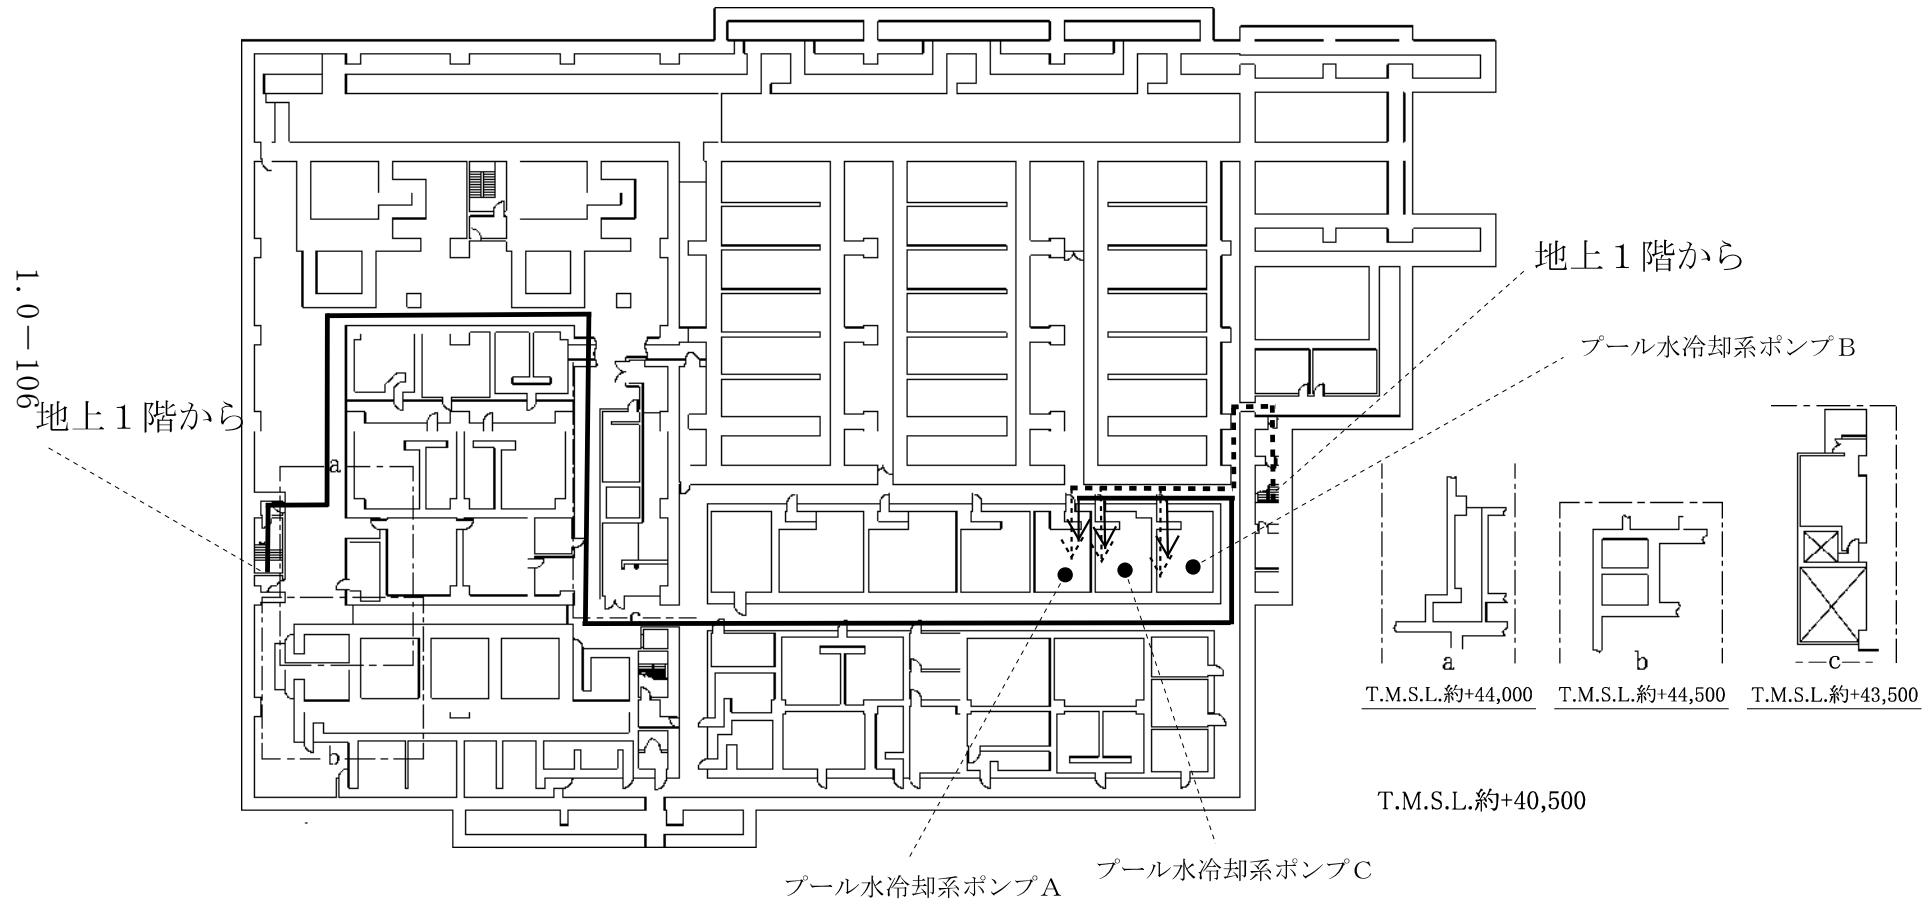 地上１階から
プール水冷却系ポンプＢ
1. 0－106
地上１階から
a
b
c
a
T.M.S.L.約+44,000
b
T.M.S.L.約+44,500
c
T.M.S.L.約+43,500
T.M.S.L.約+40,500
プール水冷却系ポンプＡ
プール水冷却系ポンプＣ